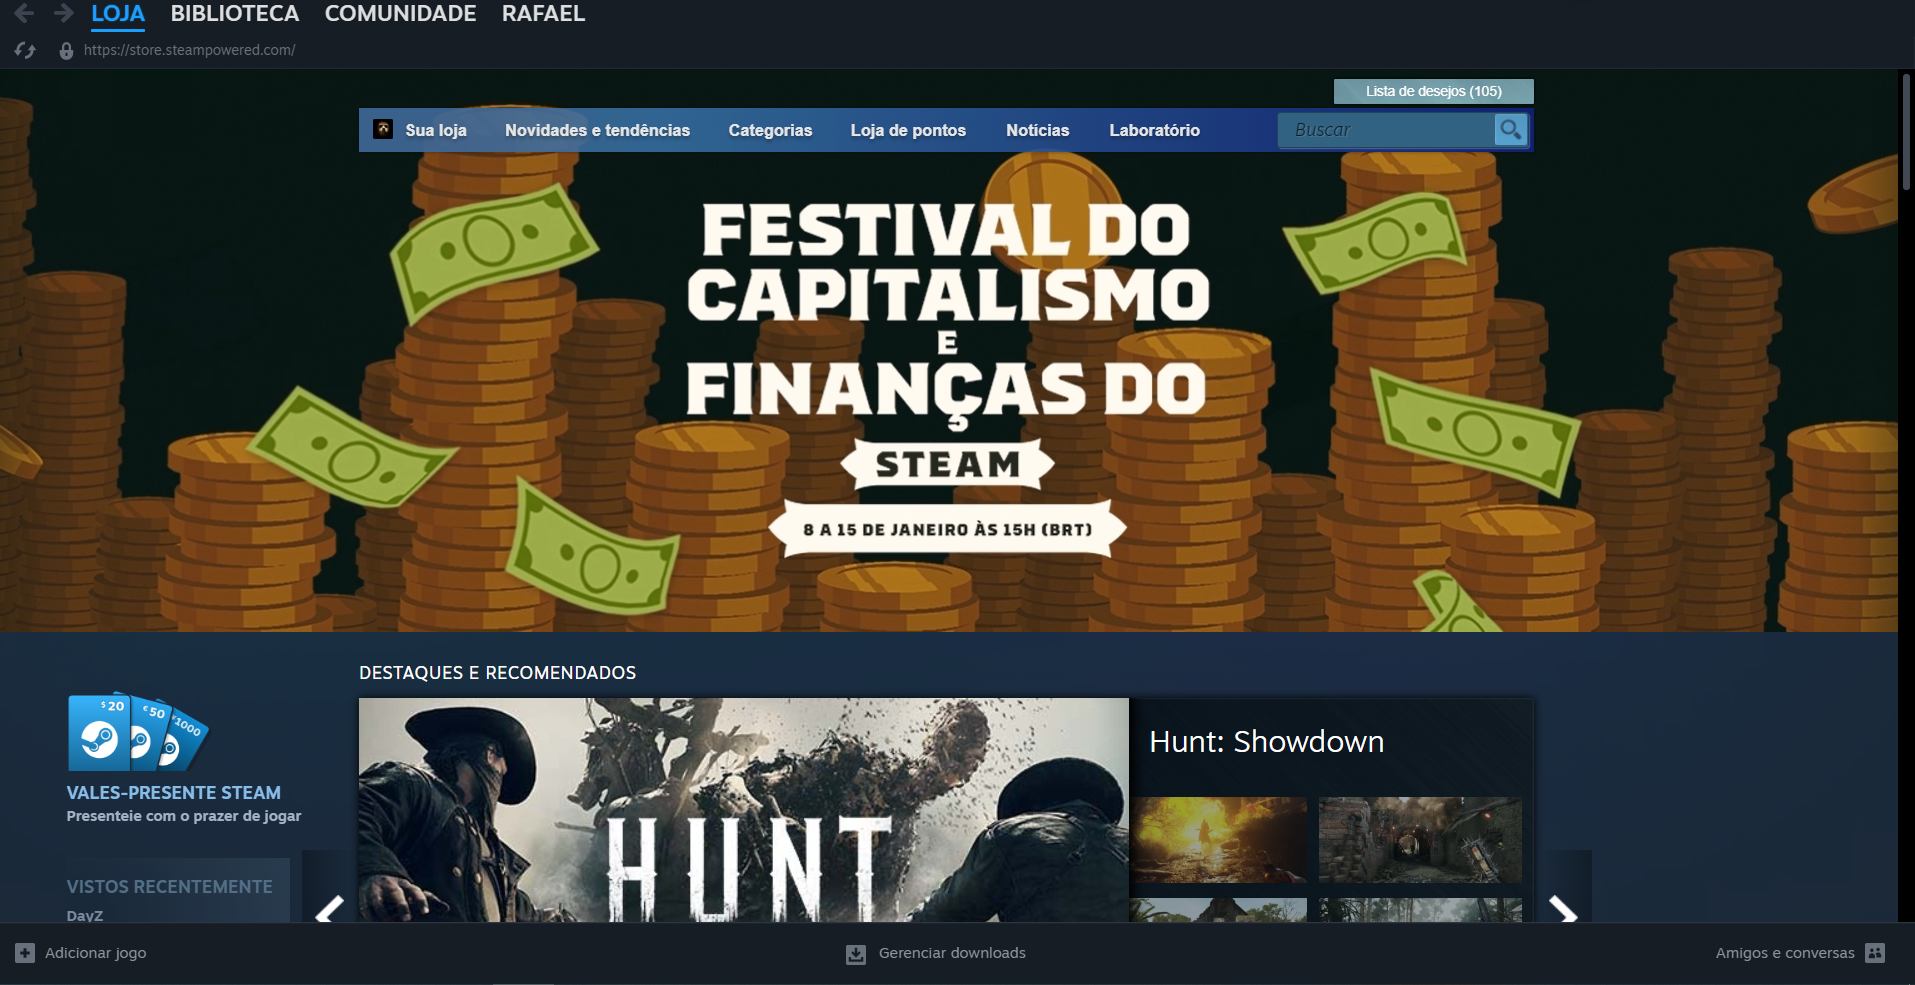 LOJA BIBLIOTECA COMUNIDADE RAFAEL
https://store.steampowered.com/
Lista de desejos (105)
Sua loja Novidades e tendências Categorias Loja de pontos Notícias Laboratório Buscar
FESTIVAL DO
CAPITALISMO
E
FINANÇAS DO
STEAM
8 A 15 DE JANEIRO ÀS 15H (BRT)
DESTAQUES E RECOMENDADOS
$20 €50 ¥1000
VALES-PRESENTE STEAM
Presenteie com o prazer de jogar
HUNT
Hunt: Showdown
VISTOS RECENTEMENTE
DayZ
Adicionar jogo Gerenciar downloads Amigos e conversas